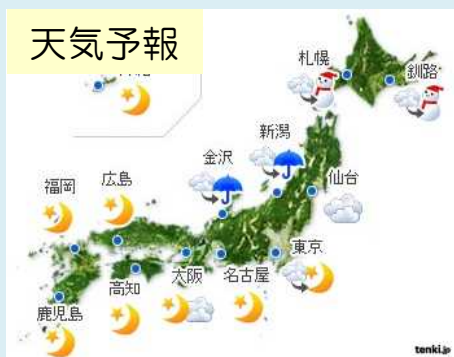 天気予報
札幌
釧路
新潟
金沢
仙台
福岡
広島
東京
大阪
名古屋
高知
鹿児島
tenki.jp